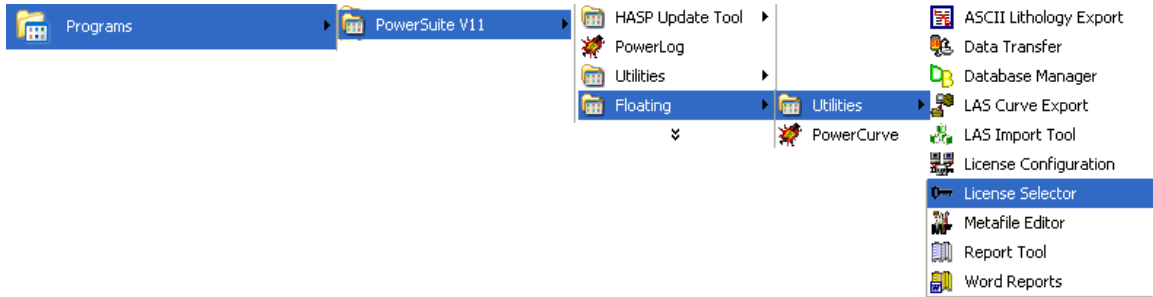 Programs
PowerSuite V11
HASP Update Tool
PowerLog
Utilities
Floating
Utilities
PowerCurve
ASCII Lithology Export
Data Transfer
Database Manager
LAS Curve Export
LAS Import Tool
License Configuration
License Selector
Metafile Editor
Report Tool
Word Reports